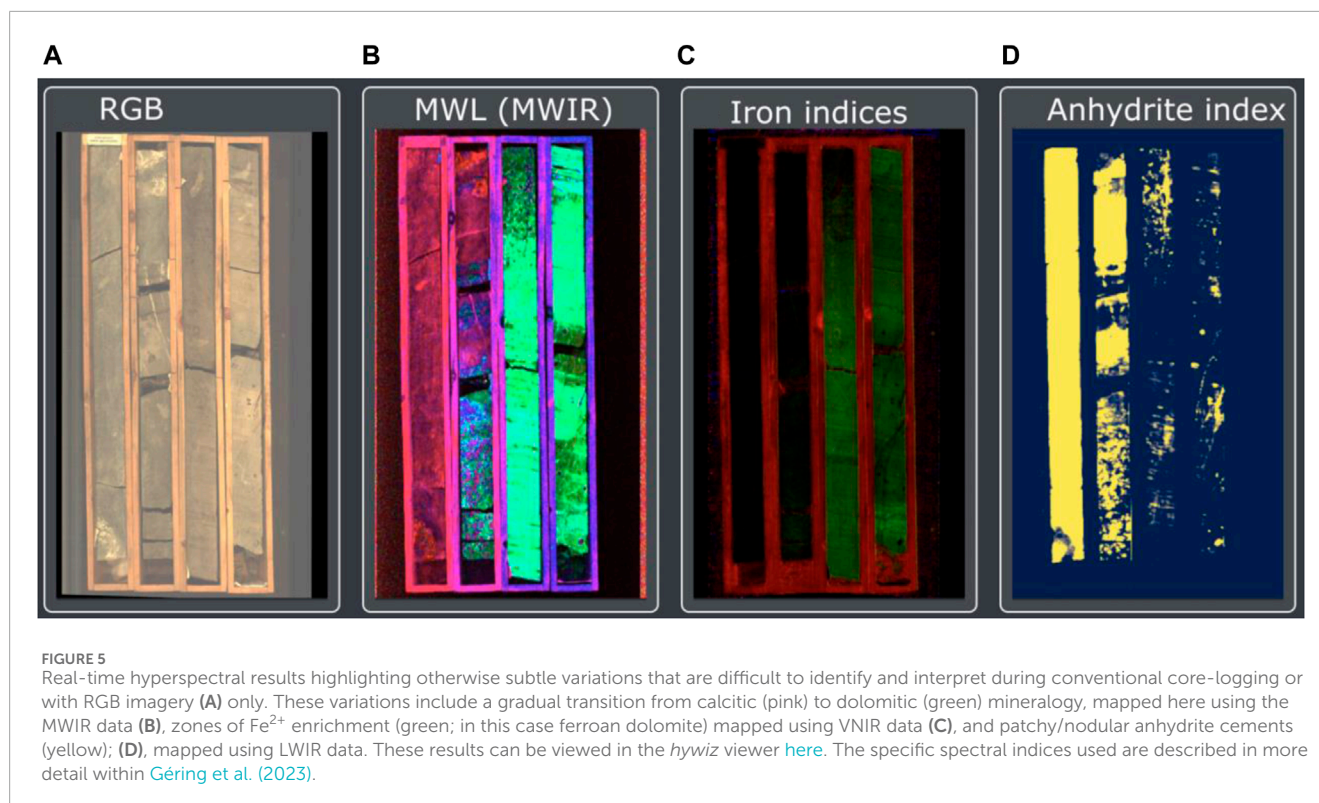 A B C D
RGB MWL (MWIR) Iron indices Anhydrite index
FIGURE 5
Real-time hyperspectral results highlighting otherwise subtle variations that are difficult to identify and interpret during conventional core-logging or
with RGB imagery (A) only. These variations include a gradual transition from calcitic (pink) to dolomitic (green) mineralogy, mapped here using the
MWIR data (B), zones of Fe²⁺ enrichment (green; in this case ferroan dolomite) mapped using VNIR data (C), and patchy/nodular anhydrite cements
(yellow); (D), mapped using LWIR data. These results can be viewed in the hywiz viewer here. The specific spectral indices used are described in more
detail within Géring et al. (2023).